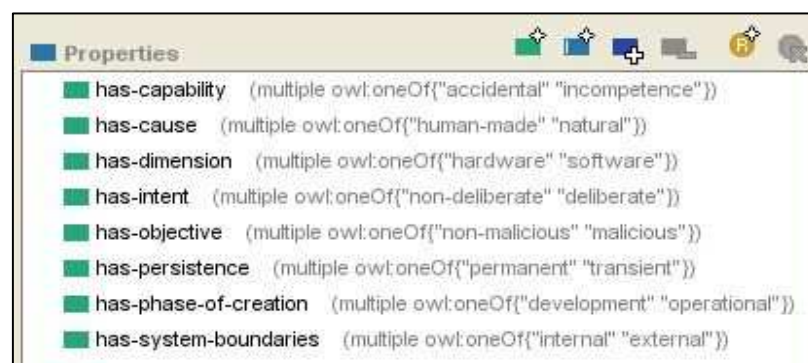 Properties
has-capability (multiple owl:oneOf{"accidental" "incompetence"})
has-cause (multiple owl:oneOf{"human-made" "natural"})
has-dimension (multiple owl:oneOf{"hardware" "software"})
has-intent (multiple owl:oneOf{"non-deliberate" "deliberate"})
has-objective (multiple owl:oneOf{"non-malicious" "malicious"})
has-persistence (multiple owl:oneOf{"permanent" "transient"})
has-phase-of-creation (multiple owl:oneOf{"development" "operational"})
has-system-boundaries (multiple owl:oneOf{"internal" "external"})